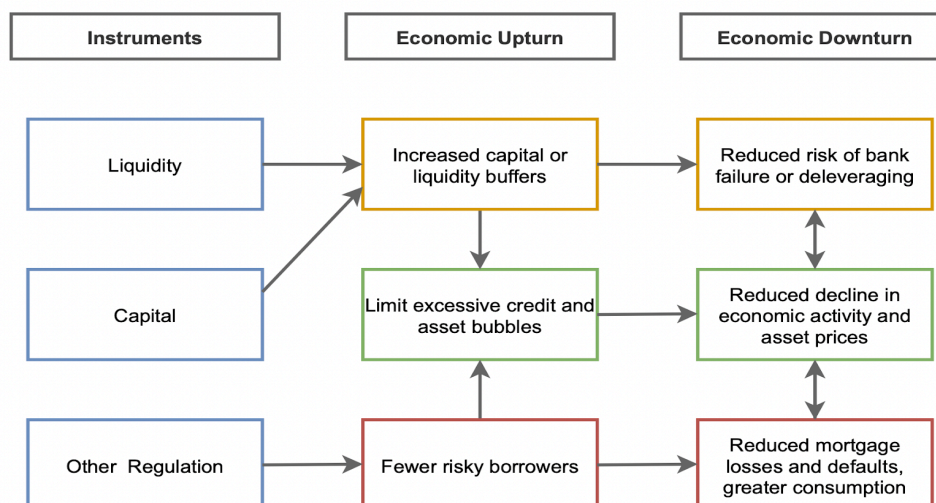 Instruments
Economic Upturn
Economic Downturn
Liquidity
Increased capital or
liquidity buffers
Reduced risk of bank
failure or deleveraging
Capital
Limit excessive credit and
asset bubbles
Reduced decline in
economic activity and
asset prices
Other Regulation
Fewer risky borrowers
Reduced mortgage
losses and defaults,
greater consumption